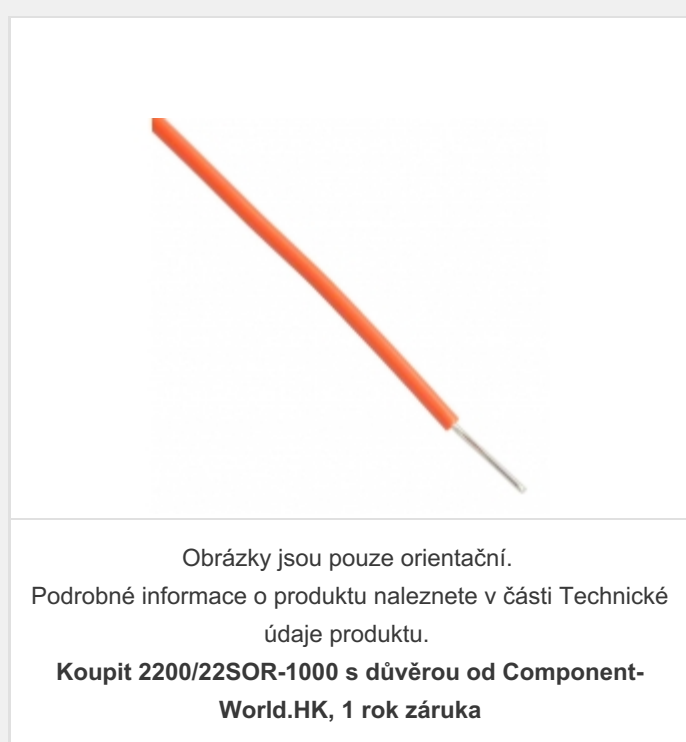 Obrázky jsou pouze orientační.
Podrobné informace o produktu naleznete v části Technické
údaje produktu.
Koupit 2200/22SOR-1000 s důvěrou od Component-
World.HK, 1 rok záruka